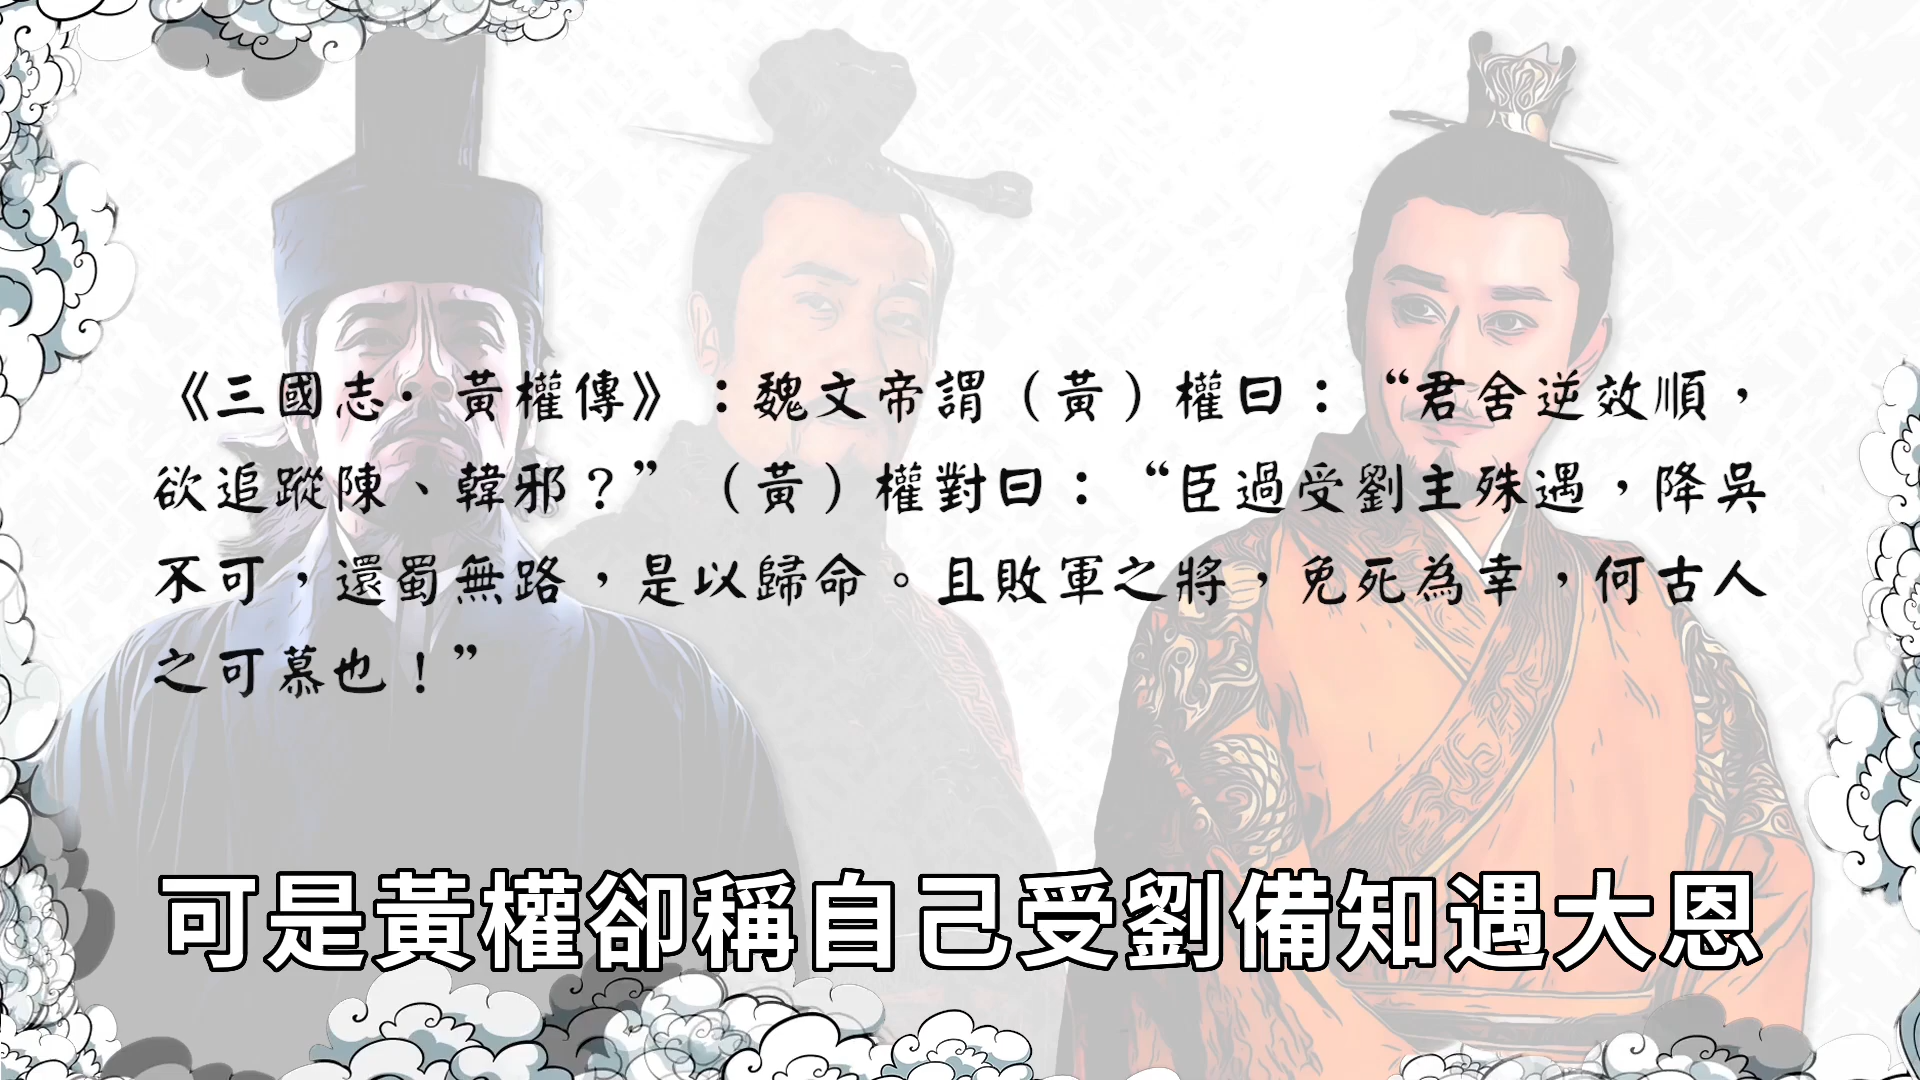 《三國志·黃權傳》：魏文帝謂（黃）權曰：“君舍逆效順，
欲追蹤陳、韓邪？”（黃）權對曰：“臣過受劉主殊遇，降吳
不可，還蜀無路，是以歸命。且敗軍之將，免死為幸，何古人
之可慕也！”
可是黃權卻稱自己受劉備知遇大恩